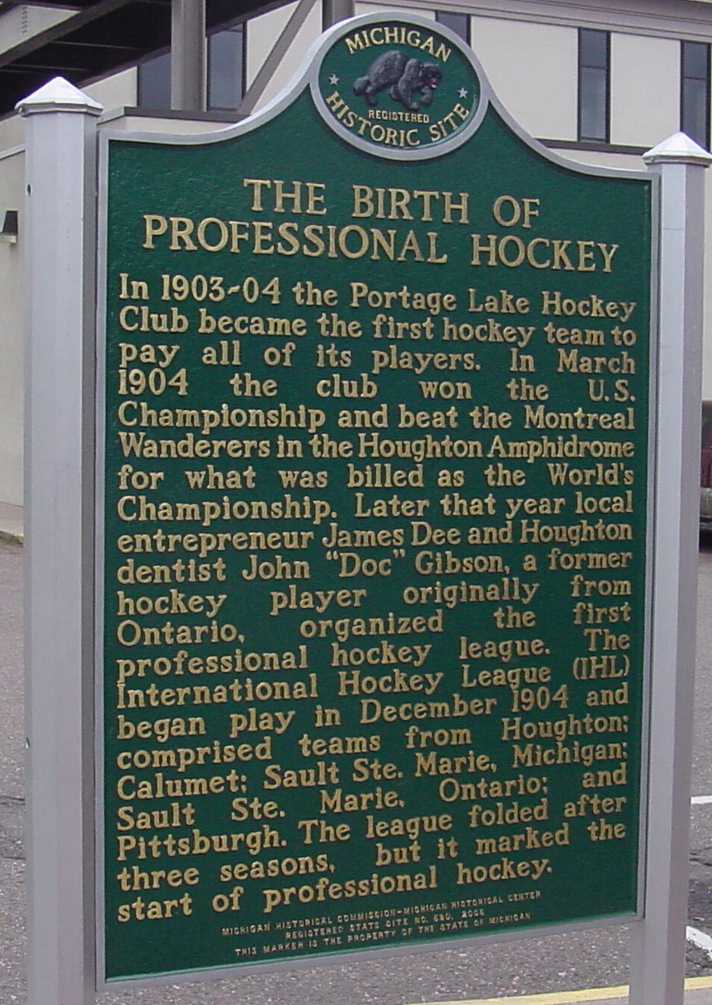 MICHIGAN
REGISTERED
HISTORIC SITE
THE BIRTH OF
PROFESSIONAL HOCKEY
In 1903-04 the Portage Lake Hockey
Club became the first hockey team to
pay all of its players. In March
1904 the club won the U.S.
Championship and beat the Montreal
Wanderers in the Houghton Amphidrome
for what was billed as the World's
Championship. Later that year local
entrepreneur James Dee and Houghton
dentist John "Doc" Gibson, a former
hockey player originally from
Ontario, organized the first
professional hockey league. The
International Hockey League (IHL)
began play in December 1904 and
comprised teams from Houghton;
Calumet; Sault Ste. Marie, Michigan;
Sault Ste. Marie, Ontario; and
Pittsburgh. The league folded after
three seasons, but it marked the
start of professional hockey.
MICHIGAN HISTORICAL COMMISSION-MICHIGAN HISTORICAL CENTER
REGISTERED STATE SITE NO.
THIS MARKER IS THE PROPERTY OF THE STATE OF MICHIGAN